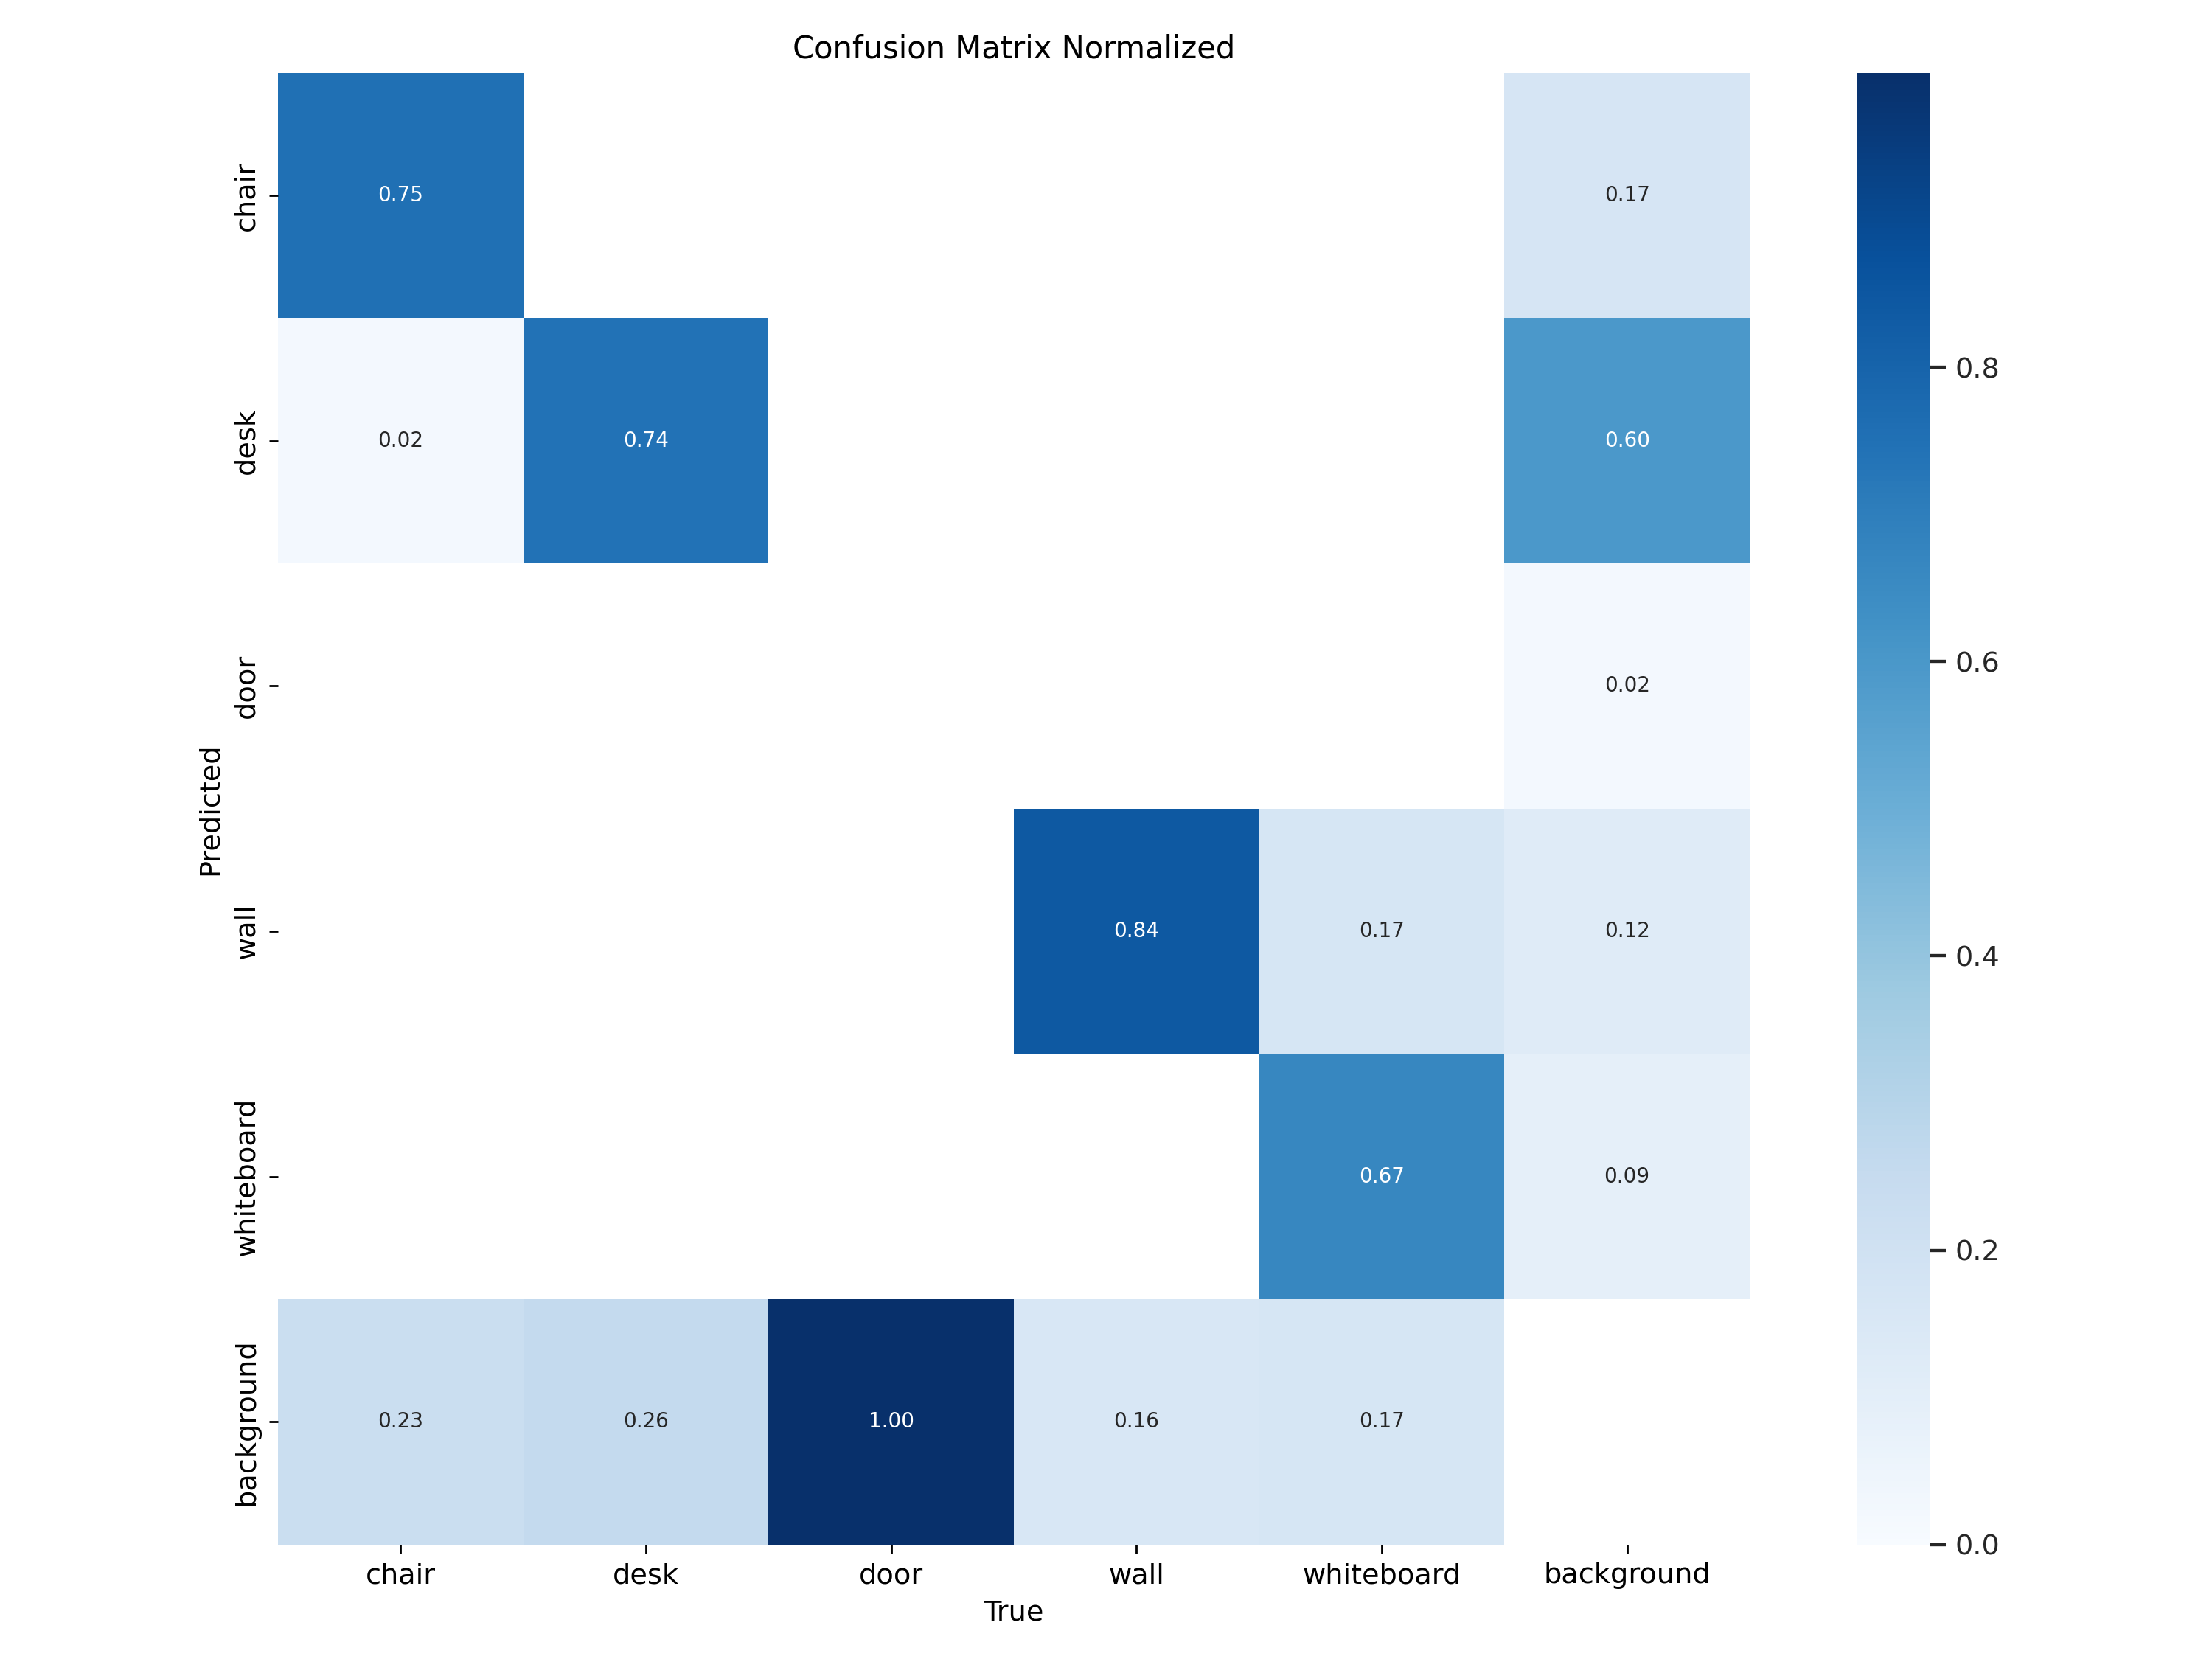 Confusion Matrix Normalized
chair
0.75
0.17
desk
0.02
0.74
0.60
door
0.02
wall
0.84
0.17
0.12
whiteboard
0.67
0.09
background
0.23
0.26
1.00
0.16
0.17
Predicted
chair
desk
door
wall
whiteboard
background
True
0.8
0.6
0.4
0.2
0.0